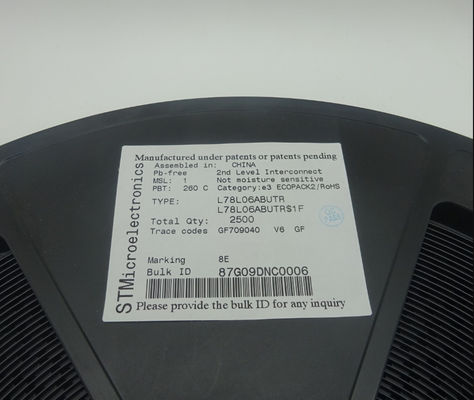 STMicroelectronics
Manufactured under patents or patents pending
Assembled in: CHINA
Pb-free 2nd Level Interconnect
MSL: 1 Not moisture sensitive
PBT: 260 C Category:e3 ECOPACK2/RoHS
TYPE: L78L06ABUTR
L78L06ABUTR$1F
Total Qty: 2500
Trace codes GF709040 V6 GF
Marking 8E
Bulk ID 87G09DNC0006
Please provide the bulk ID for any inquiry